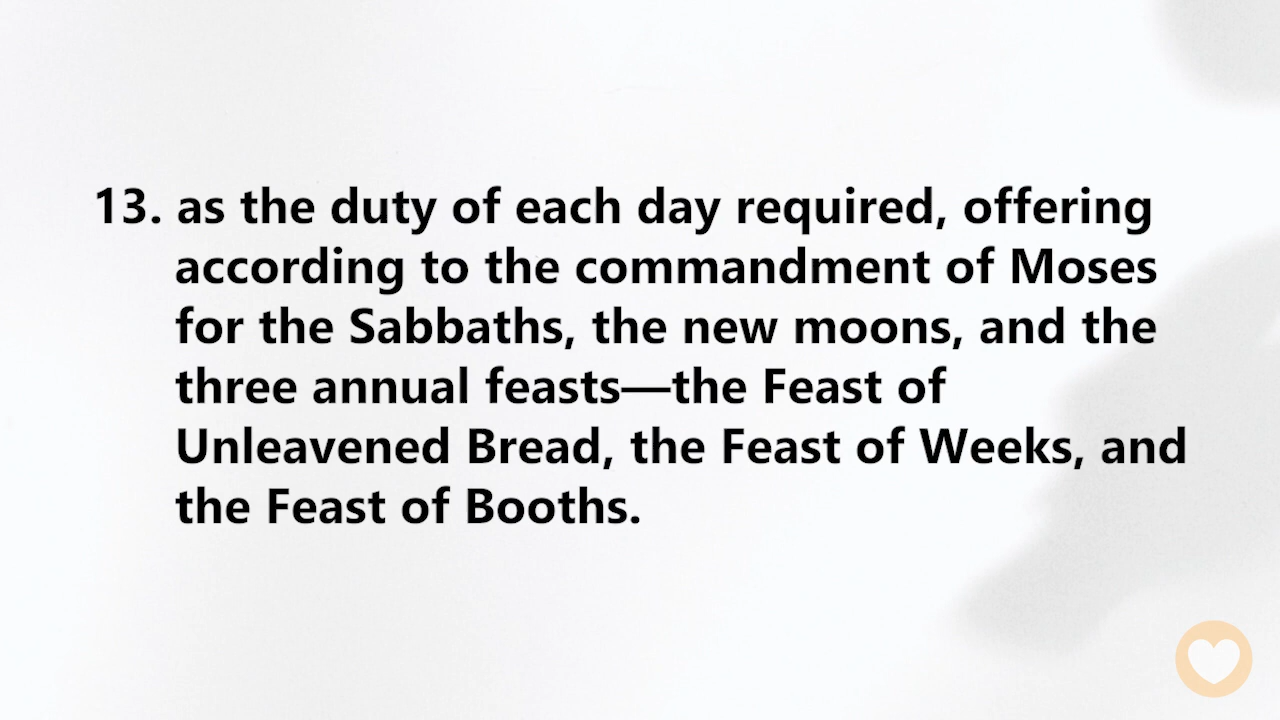 13. as the duty of each day required, offering
according to the commandment of Moses
for the Sabbaths, the new moons, and the
three annual feasts—the Feast of
Unleavened Bread, the Feast of Weeks, and
the Feast of Booths.